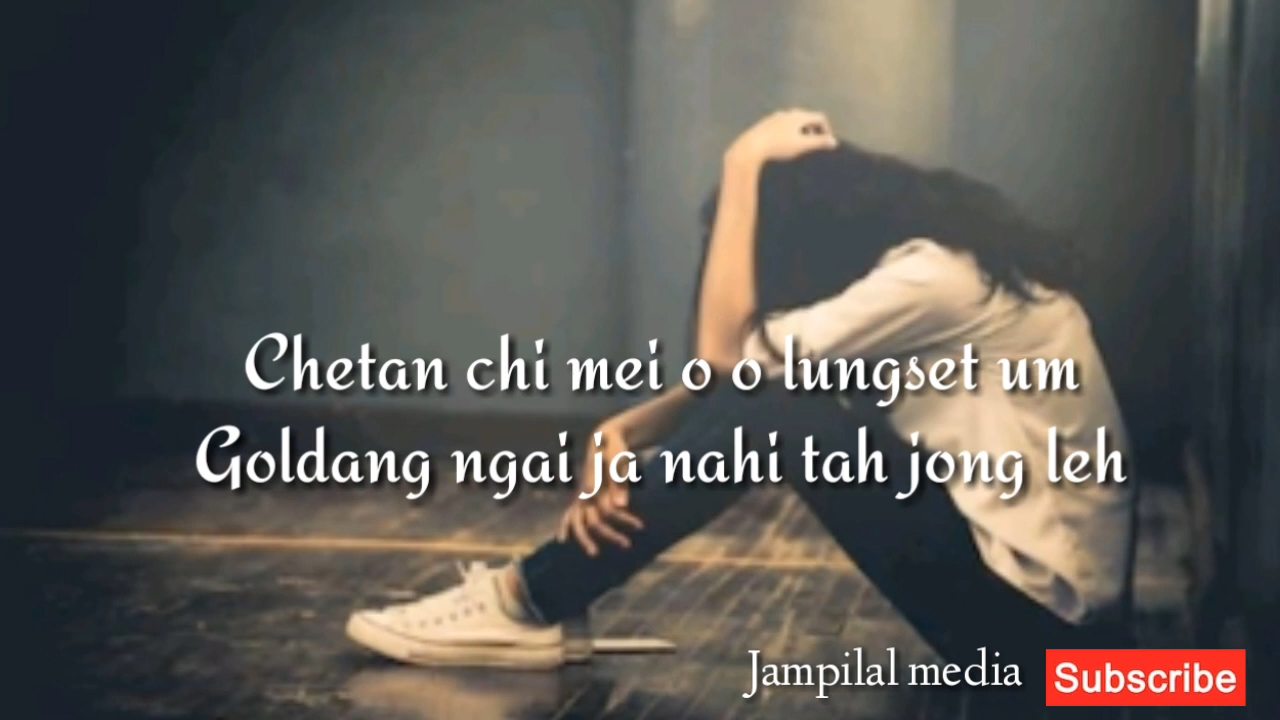 Chetan chi mei o o lungset um
Goldang ngai ja nahi tah jong leh
Jampilal media
Subscribe